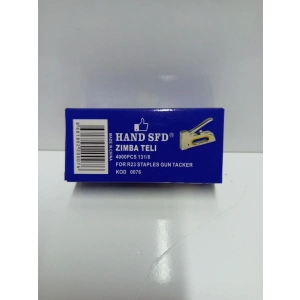 HAND SFD®
ZIMBA TELI
4000PCS 131/8
FOR R23 STAPLES GUN TACKER
KOD 0076